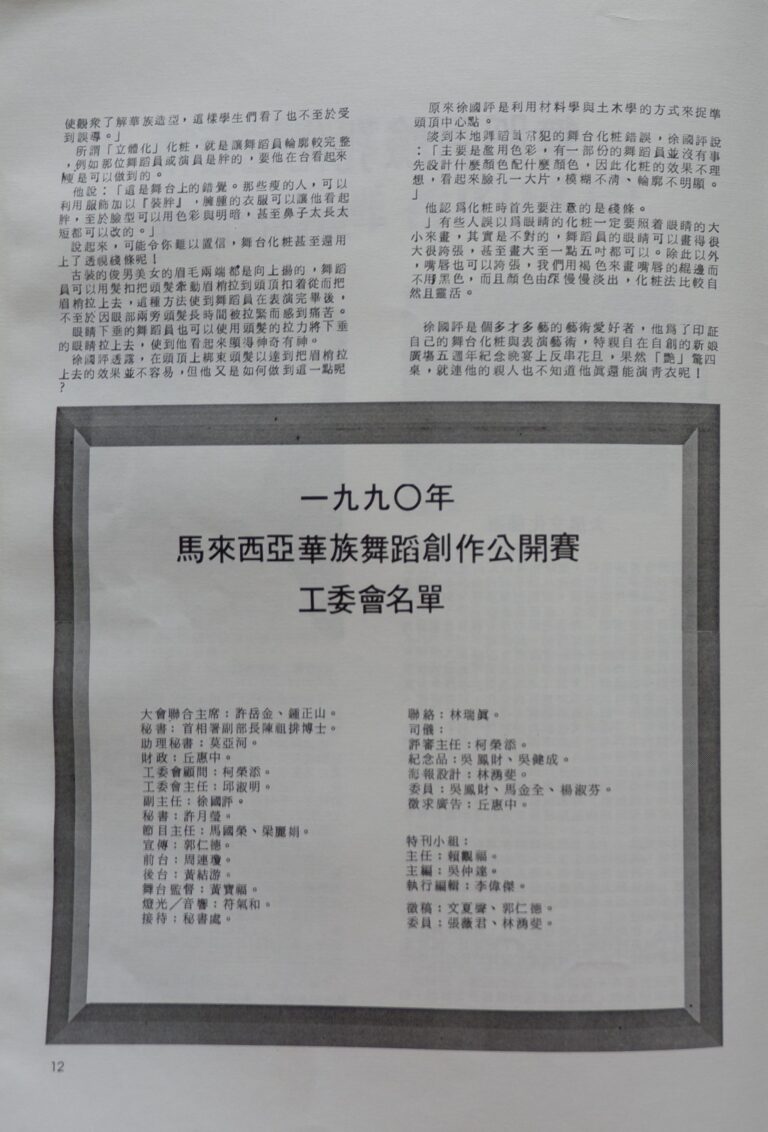 使觀衆了解華族造型，這樣學生們看了也不至於受
到誤導。」
所謂「立體化」化粧，就是讓舞蹈員輪廓較完整
，例如那位舞蹈員或演員是胖的，要他在台看起來
瘦是可以做到的。
他說：「這是舞台上的錯覺。那些瘦的人，可以
利用服飾加以『裝胖』，臃腫的衣服可以讓他看起
胖，至於臉型可以用色彩與明暗，甚至鼻子太長太
短都可以改的。」
說起來，可能令你難以置信，舞台化粧甚至還用
上了透視綫條呢！
古裝的俊男美女的眉毛兩端都是向上揚的，舞蹈
員可以用髮扣把頭髮牽動眉梢拉到頭頂扣着從而把
眉梢拉上去，這種方法使到舞蹈員在表演完畢後，
不至於因眼部兩旁頭髮長時間被拉緊而感到痛苦。
眼睛下垂的舞蹈員也可以使用頭髮的拉力將下垂
的眼睛拉上去，使到他看起來顯得神奇有神。
徐國評透露，在頭頂上綁束頭髮以達到把眉梢拉
上去的效果並不容易，但他又是如何做到這一點呢
？
原來徐國評是利用材料學與土木學的方式來捉準
頭頂中心點。
談到本地舞蹈員常犯的舞台化粧錯誤，徐國評說
：「主要是濫用色彩，有一部份的舞蹈員並沒有事
先設計什麼顏色配什麼顏色，因此化粧的效果不理
想，看起來臉孔一大片，模糊不清、輪廓不明顯。
」
他認爲化粧時首先要注意的是綫條。
」有些人誤以爲眼睛的化粧一定要照着眼睛的大
小來畫，其實是不對的，舞蹈員的眼睛可以畫得很
大很誇張，甚至畫大至一點五吋都可以。除此以外
，嘴唇也可以誇張，我們用褐色來畫嘴唇的輥邊而
不用黑色，而且顏色由深慢慢淡出，化粧法比較自
然且靈活。
徐國評是個多才多藝的藝術愛好者，他爲了印証
自己的舞台化粧與表演藝術，特親自在自創的新娘
廣場五週年紀念晚宴上反串花旦，果然「艷」驚四
桌，就連他的親人也不知道他眞還能演青衣呢！
一九九〇年
馬來西亞華族舞蹈創作公開賽
工委會名單
大會聯合主席：許岳金、鍾正山。
秘書：首相署副部長陳祖排博士。
助理秘書：莫亞河。
財政：丘惠中。
工委會顧問：柯榮添。
工委會主任：邱淑明。
副主任：徐國評。
秘書：許月瑩。
節目主任：馬國榮、梁麗娟。
宣傳：郭仁德。
前台：周連瓊。
後台：黃結游。
舞台監督：黃寶福。
燈光／音響：符氣和。
接待：秘書處。
聯絡：林瑞眞。
司儀：
評審主任：柯榮添。
紀念品：吳鳳財、吳健成。
海報設計：林湧斐。
委員：吳鳳財、馬金全、楊淑芬。
徵求廣告：丘惠中。
特刊小組：
主任：賴觀福。
主編：吳仲達。
執行編輯：李偉傑。
徵稿：文夏聲、郭仁德。
委員：張薇君、林湧斐。
12